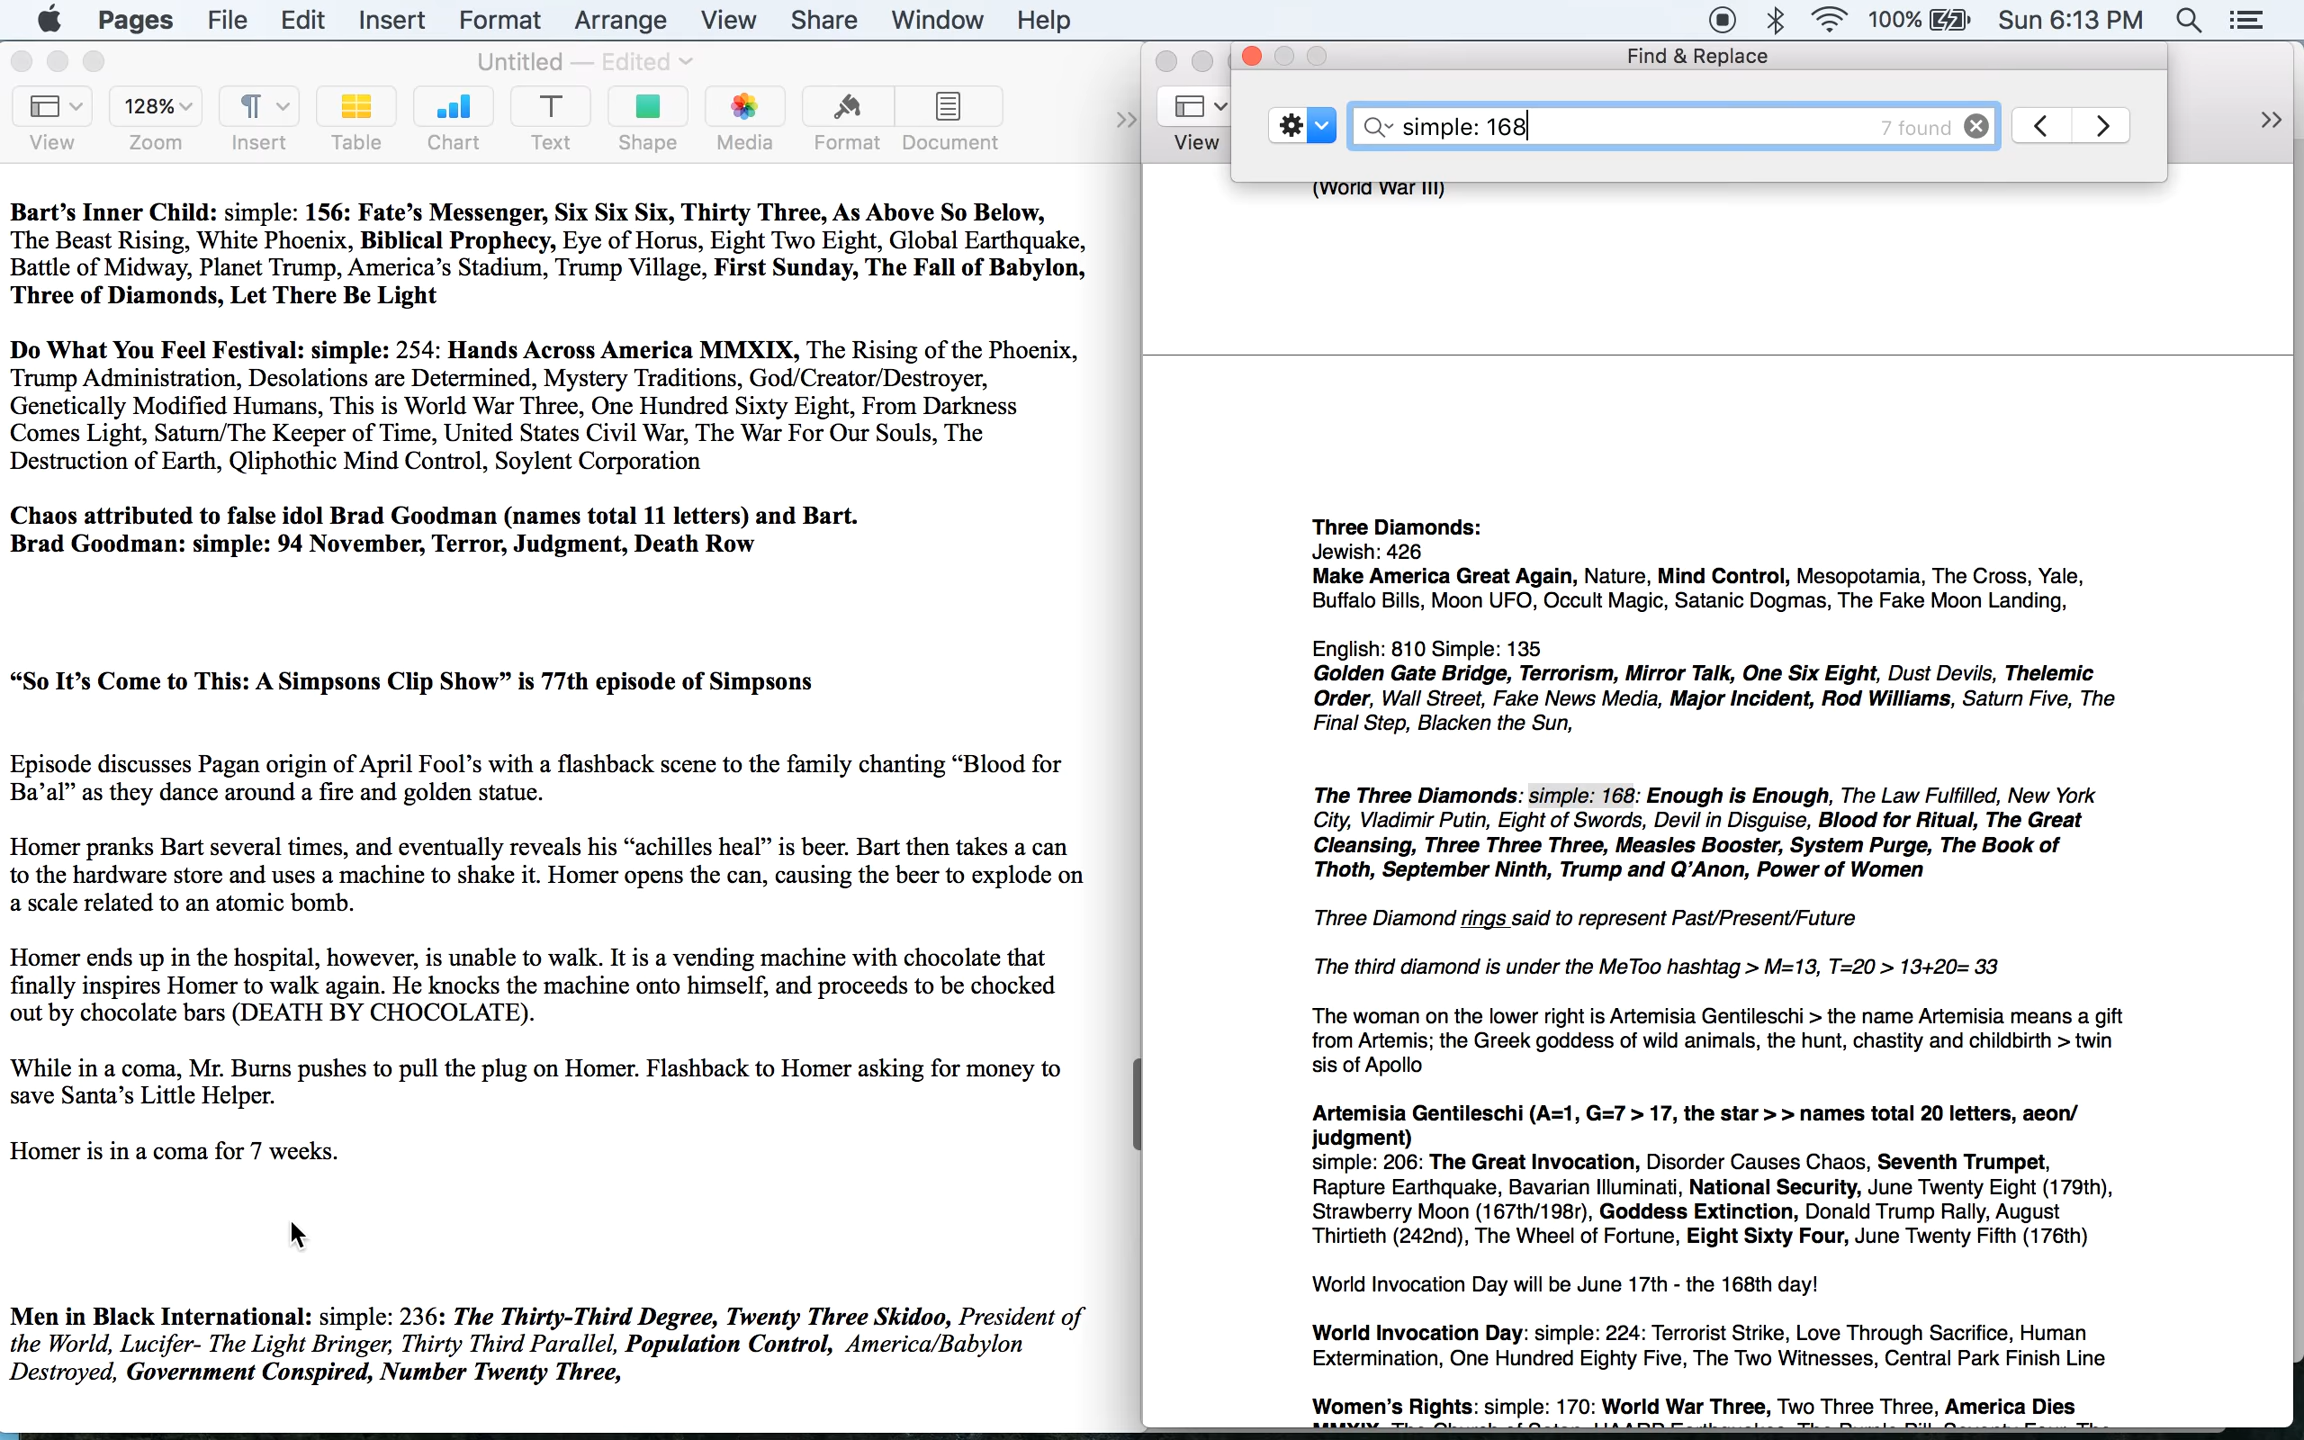 Pages File Edit Insert Format Arrange View Share Window Help 100% Sun 6:13 PM
Untitled — Edited
128%
View Zoom Insert Table Chart Text Shape Media Format Document
Bart’s Inner Child: simple: 156: Fate’s Messenger, Six Six Six, Thirty Three, As Above So Below,
The Beast Rising, White Phoenix, Biblical Prophecy, Eye of Horus, Eight Two Eight, Global Earthquake,
Battle of Midway, Planet Trump, America’s Stadium, Trump Village, First Sunday, The Fall of Babylon,
Three of Diamonds, Let There Be Light
Do What You Feel Festival: simple: 254: Hands Across America MMXIX, The Rising of the Phoenix,
Trump Administration, Desolations are Determined, Mystery Traditions, God/Creator/Destroyer,
Genetically Modified Humans, This is World War Three, One Hundred Sixty Eight, From Darkness
Comes Light, Saturn/The Keeper of Time, United States Civil War, The War For Our Souls, The
Destruction of Earth, Qliphothic Mind Control, Soylent Corporation
Chaos attributed to false idol Brad Goodman (names total 11 letters) and Bart.
Brad Goodman: simple: 94 November, Terror, Judgment, Death Row
“So It’s Come to This: A Simpsons Clip Show” is 77th episode of Simpsons
Episode discusses Pagan origin of April Fool’s with a flashback scene to the family chanting “Blood for
Ba’al” as they dance around a fire and golden statue.
Homer pranks Bart several times, and eventually reveals his “achilles heal” is beer. Bart then takes a can
to the hardware store and uses a machine to shake it. Homer opens the can, causing the beer to explode on
a scale related to an atomic bomb.
Homer ends up in the hospital, however, is unable to walk. It is a vending machine with chocolate that
finally inspires Homer to walk again. He knocks the machine onto himself, and proceeds to be chocked
out by chocolate bars (DEATH BY CHOCOLATE).
While in a coma, Mr. Burns pushes to pull the plug on Homer. Flashback to Homer asking for money to
save Santa’s Little Helper.
Homer is in a coma for 7 weeks.
Men in Black International: simple: 236: The Thirty-Third Degree, Twenty Three Skidoo, President of
the World, Lucifer- The Light Bringer, Thirty Third Parallel, Population Control, America/Babylon
Destroyed, Government Conspired, Number Twenty Three,
Find & Replace
simple: 168 7 found
View
(World War III)
Three Diamonds:
Jewish: 426
Make America Great Again, Nature, Mind Control, Mesopotamia, The Cross, Yale,
Buffalo Bills, Moon UFO, Occult Magic, Satanic Dogmas, The Fake Moon Landing,
English: 810 Simple: 135
Golden Gate Bridge, Terrorism, Mirror Talk, One Six Eight, Dust Devils, Thelemic
Order, Wall Street, Fake News Media, Major Incident, Rod Williams, Saturn Five, The
Final Step, Blacken the Sun,
The Three Diamonds: simple: 168: Enough is Enough, The Law Fulfilled, New York
City, Vladimir Putin, Eight of Swords, Devil in Disguise, Blood for Ritual, The Great
Cleansing, Three Three Three, Measles Booster, System Purge, The Book of
Thoth, September Ninth, Trump and Q’Anon, Power of Women
Three Diamond rings said to represent Past/Present/Future
The third diamond is under the MeToo hashtag > M=13, T=20 > 13+20= 33
The woman on the lower right is Artemisia Gentileschi > the name Artemisia means a gift
from Artemis; the Greek goddess of wild animals, the hunt, chastity and childbirth > twin
sis of Apollo
Artemisia Gentileschi (A=1, G=7 > 17, the star > > names total 20 letters, aeon/
judgment)
simple: 206: The Great Invocation, Disorder Causes Chaos, Seventh Trumpet,
Rapture Earthquake, Bavarian Illuminati, National Security, June Twenty Eight (179th),
Strawberry Moon (167th/198r), Goddess Extinction, Donald Trump Rally, August
Thirtieth (242nd), The Wheel of Fortune, Eight Sixty Four, June Twenty Fifth (176th)
World Invocation Day will be June 17th - the 168th day!
World Invocation Day: simple: 224: Terrorist Strike, Love Through Sacrifice, Human
Extermination, One Hundred Eighty Five, The Two Witnesses, Central Park Finish Line
Women’s Rights: simple: 170: World War Three, Two Three Three, America Dies